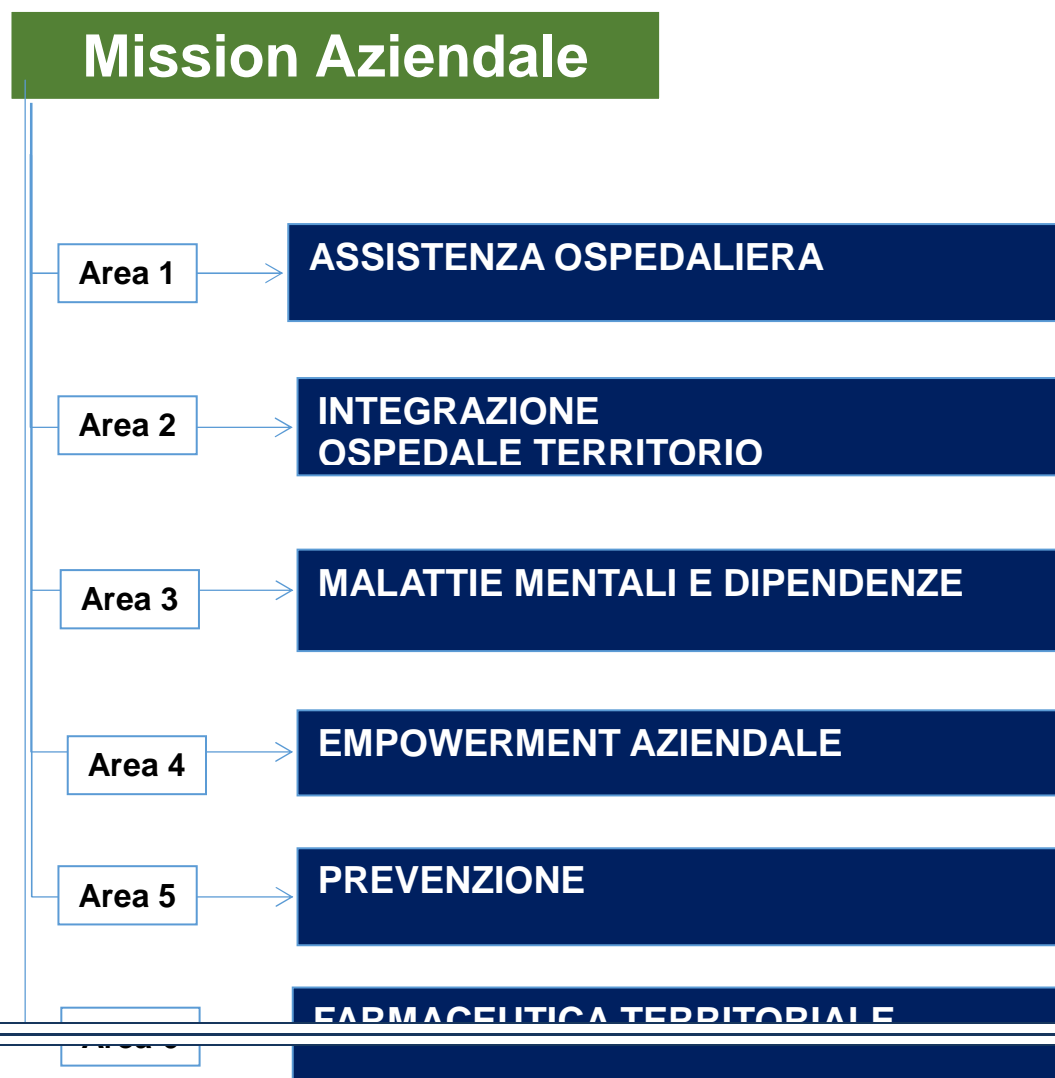 Mission Aziendale
Area 1
ASSISTENZA OSPEDALIERA
Area 2
INTEGRAZIONE
OSPEDALE TERRITORIO
Area 3
MALATTIE MENTALI E DIPENDENZE
Area 4
EMPOWERMENT AZIENDALE
Area 5
PREVENZIONE
FARMACEUTICA TERRITORIALE